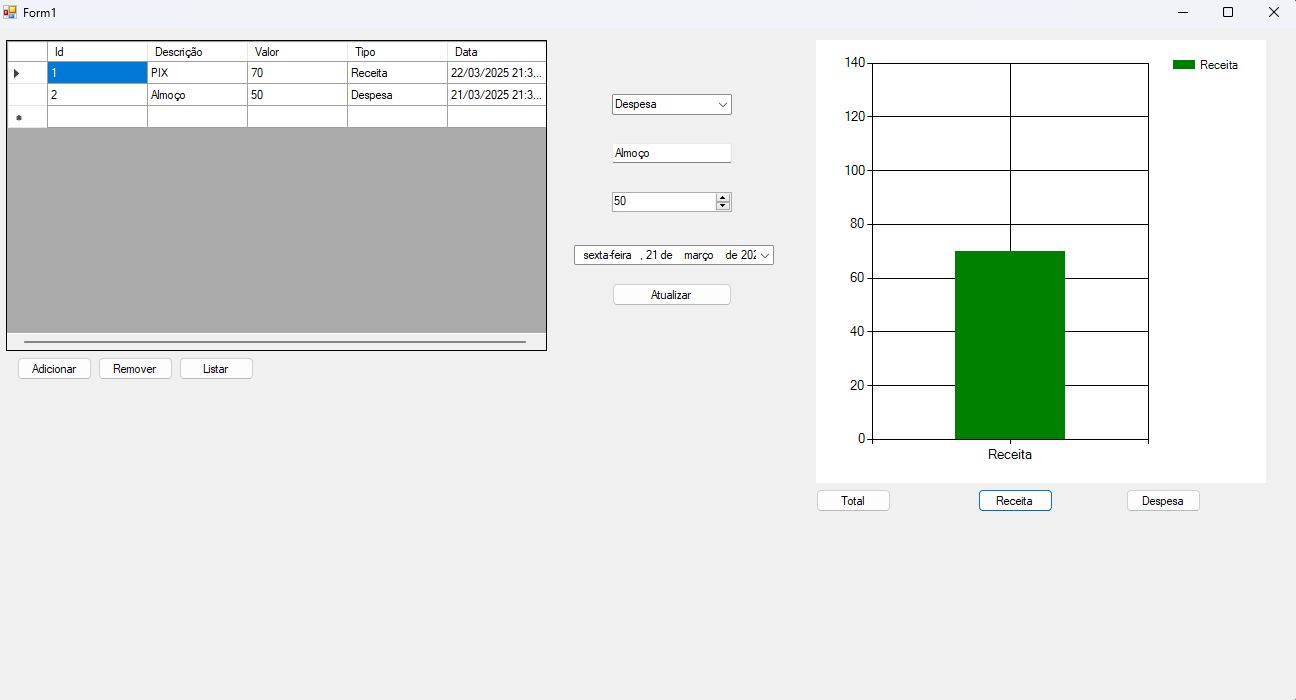 Form1
Id Descrição Valor Tipo Data
1 PIX 70 Receita 22/03/2025 21:3...
2 Almoço 50 Despesa 21/03/2025 21:3...
Adicionar Remover Listar
Despesa
Almoço
50
sexta-feira , 21 de março de 202
Atualizar
Receita
140
120
100
80
60
40
20
0
Receita
Total Receita Despesa